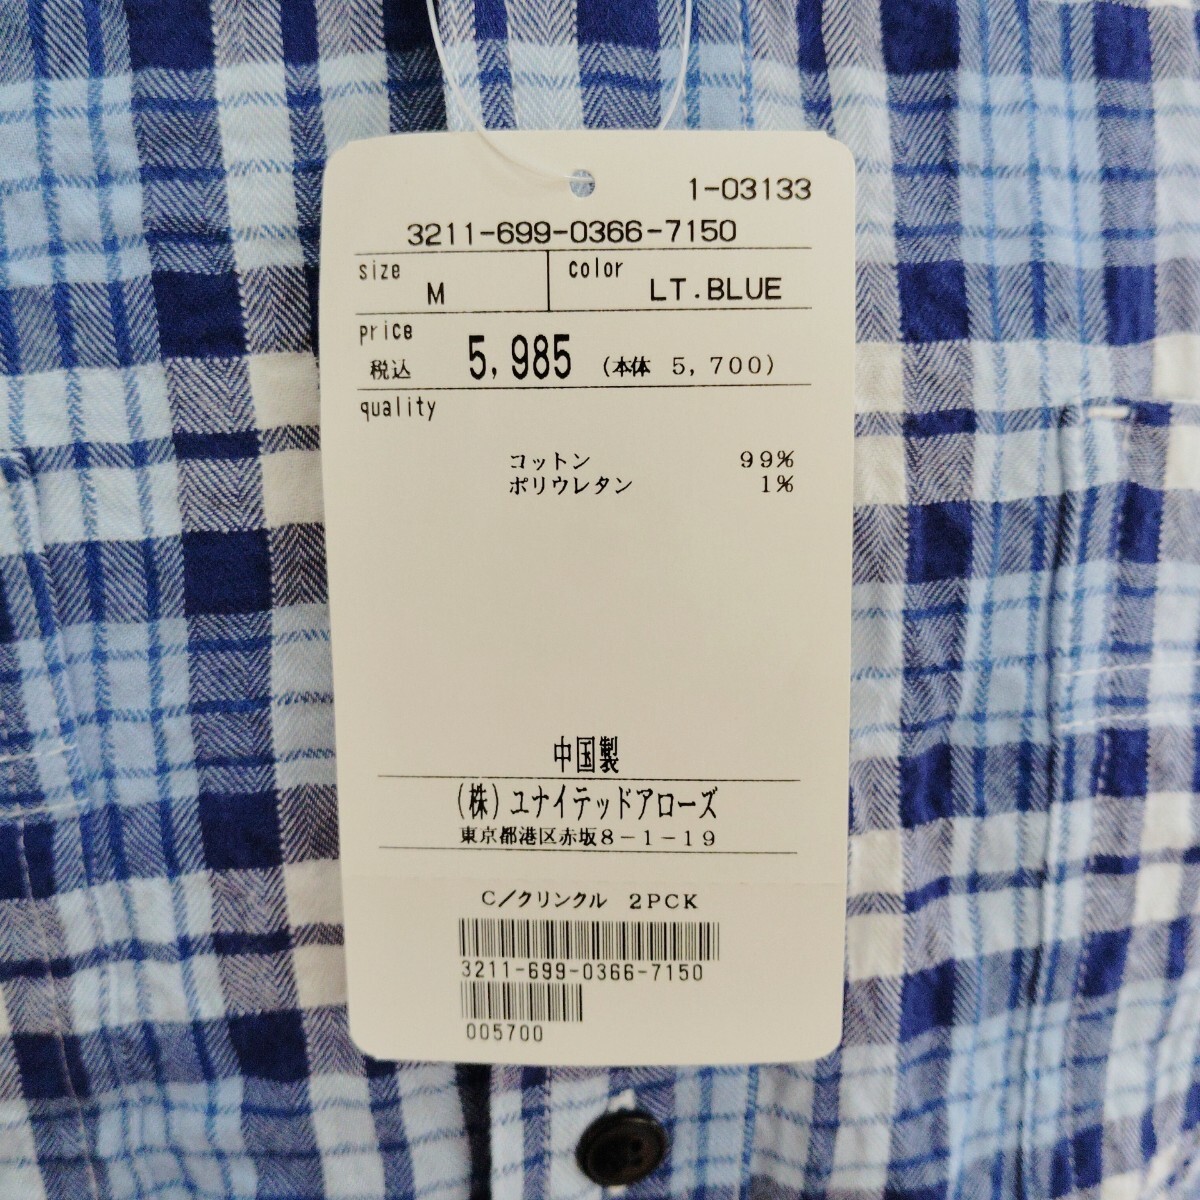 1-03133
3211-699-0366-7150
size M color LT.BLUE
price
税込 5,985 (本体 5,700)
quality
コットン 99%
ポリウレタン 1%
中国製
(株)ユナイテッドアローズ
東京都港区赤坂8-1-19
C/クリンクル 2PCK
3211-699-0366-7150
005700